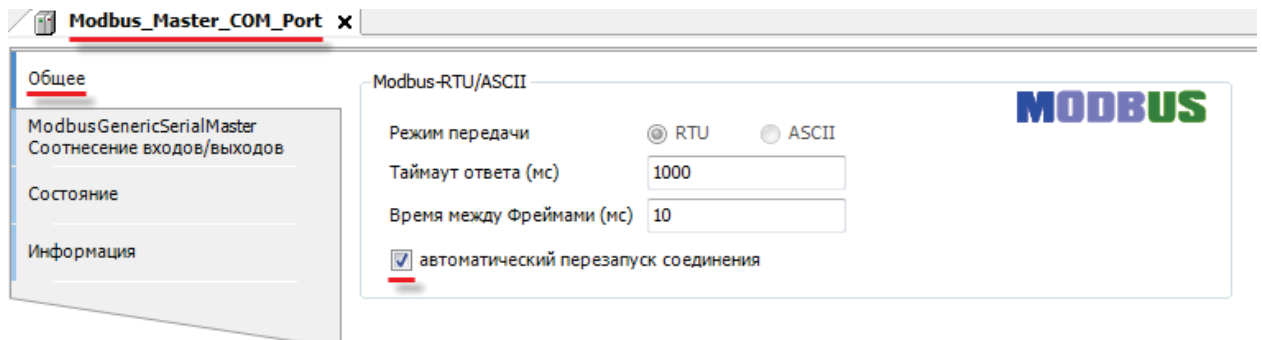 Modbus_Master_COM_Port x
Общее
ModbusGenericSerialMaster
Соотнесение входов/выходов
Состояние
Информация
Modbus-RTU/ASCII
MODBUS
Режим передачи RTU ASCII
Таймаут ответа (мс) 1000
Время между Фреймами (мс) 10
автоматический перезапуск соединения